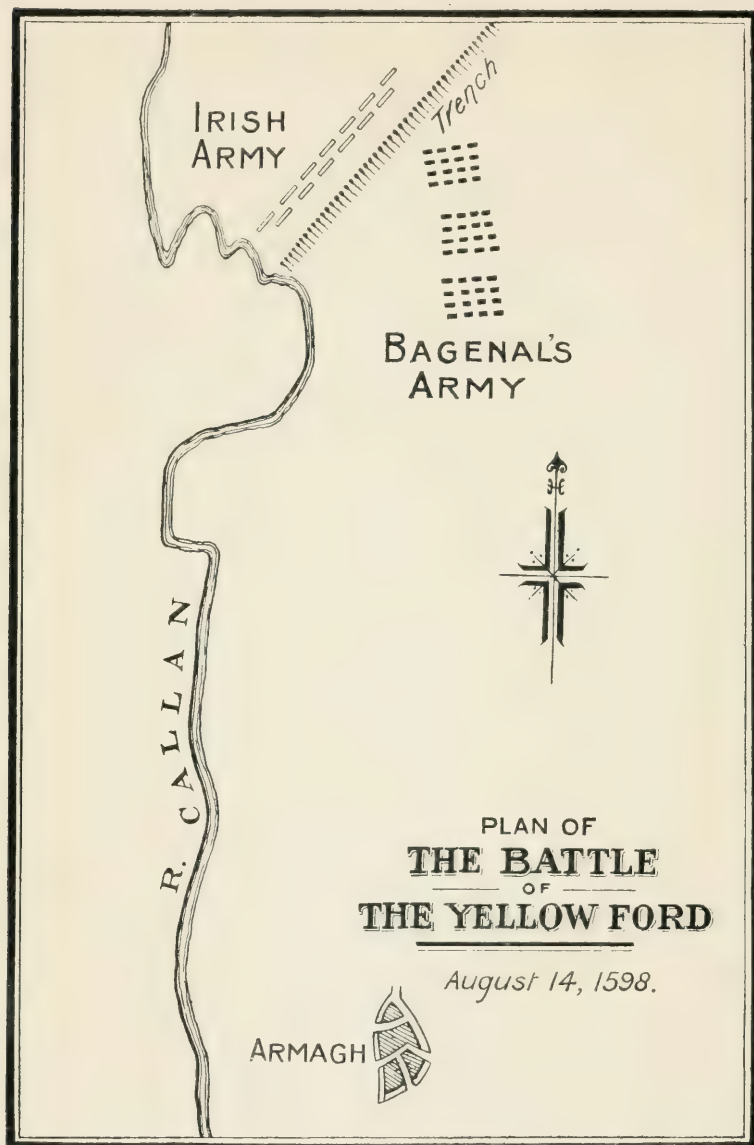 IRISH
ARMY
Trench
BAGENAL'S
ARMY
R. CALLAN
PLAN OF
THE BATTLE
OF
THE YELLOW FORD
August 14, 1598.
ARMAGH